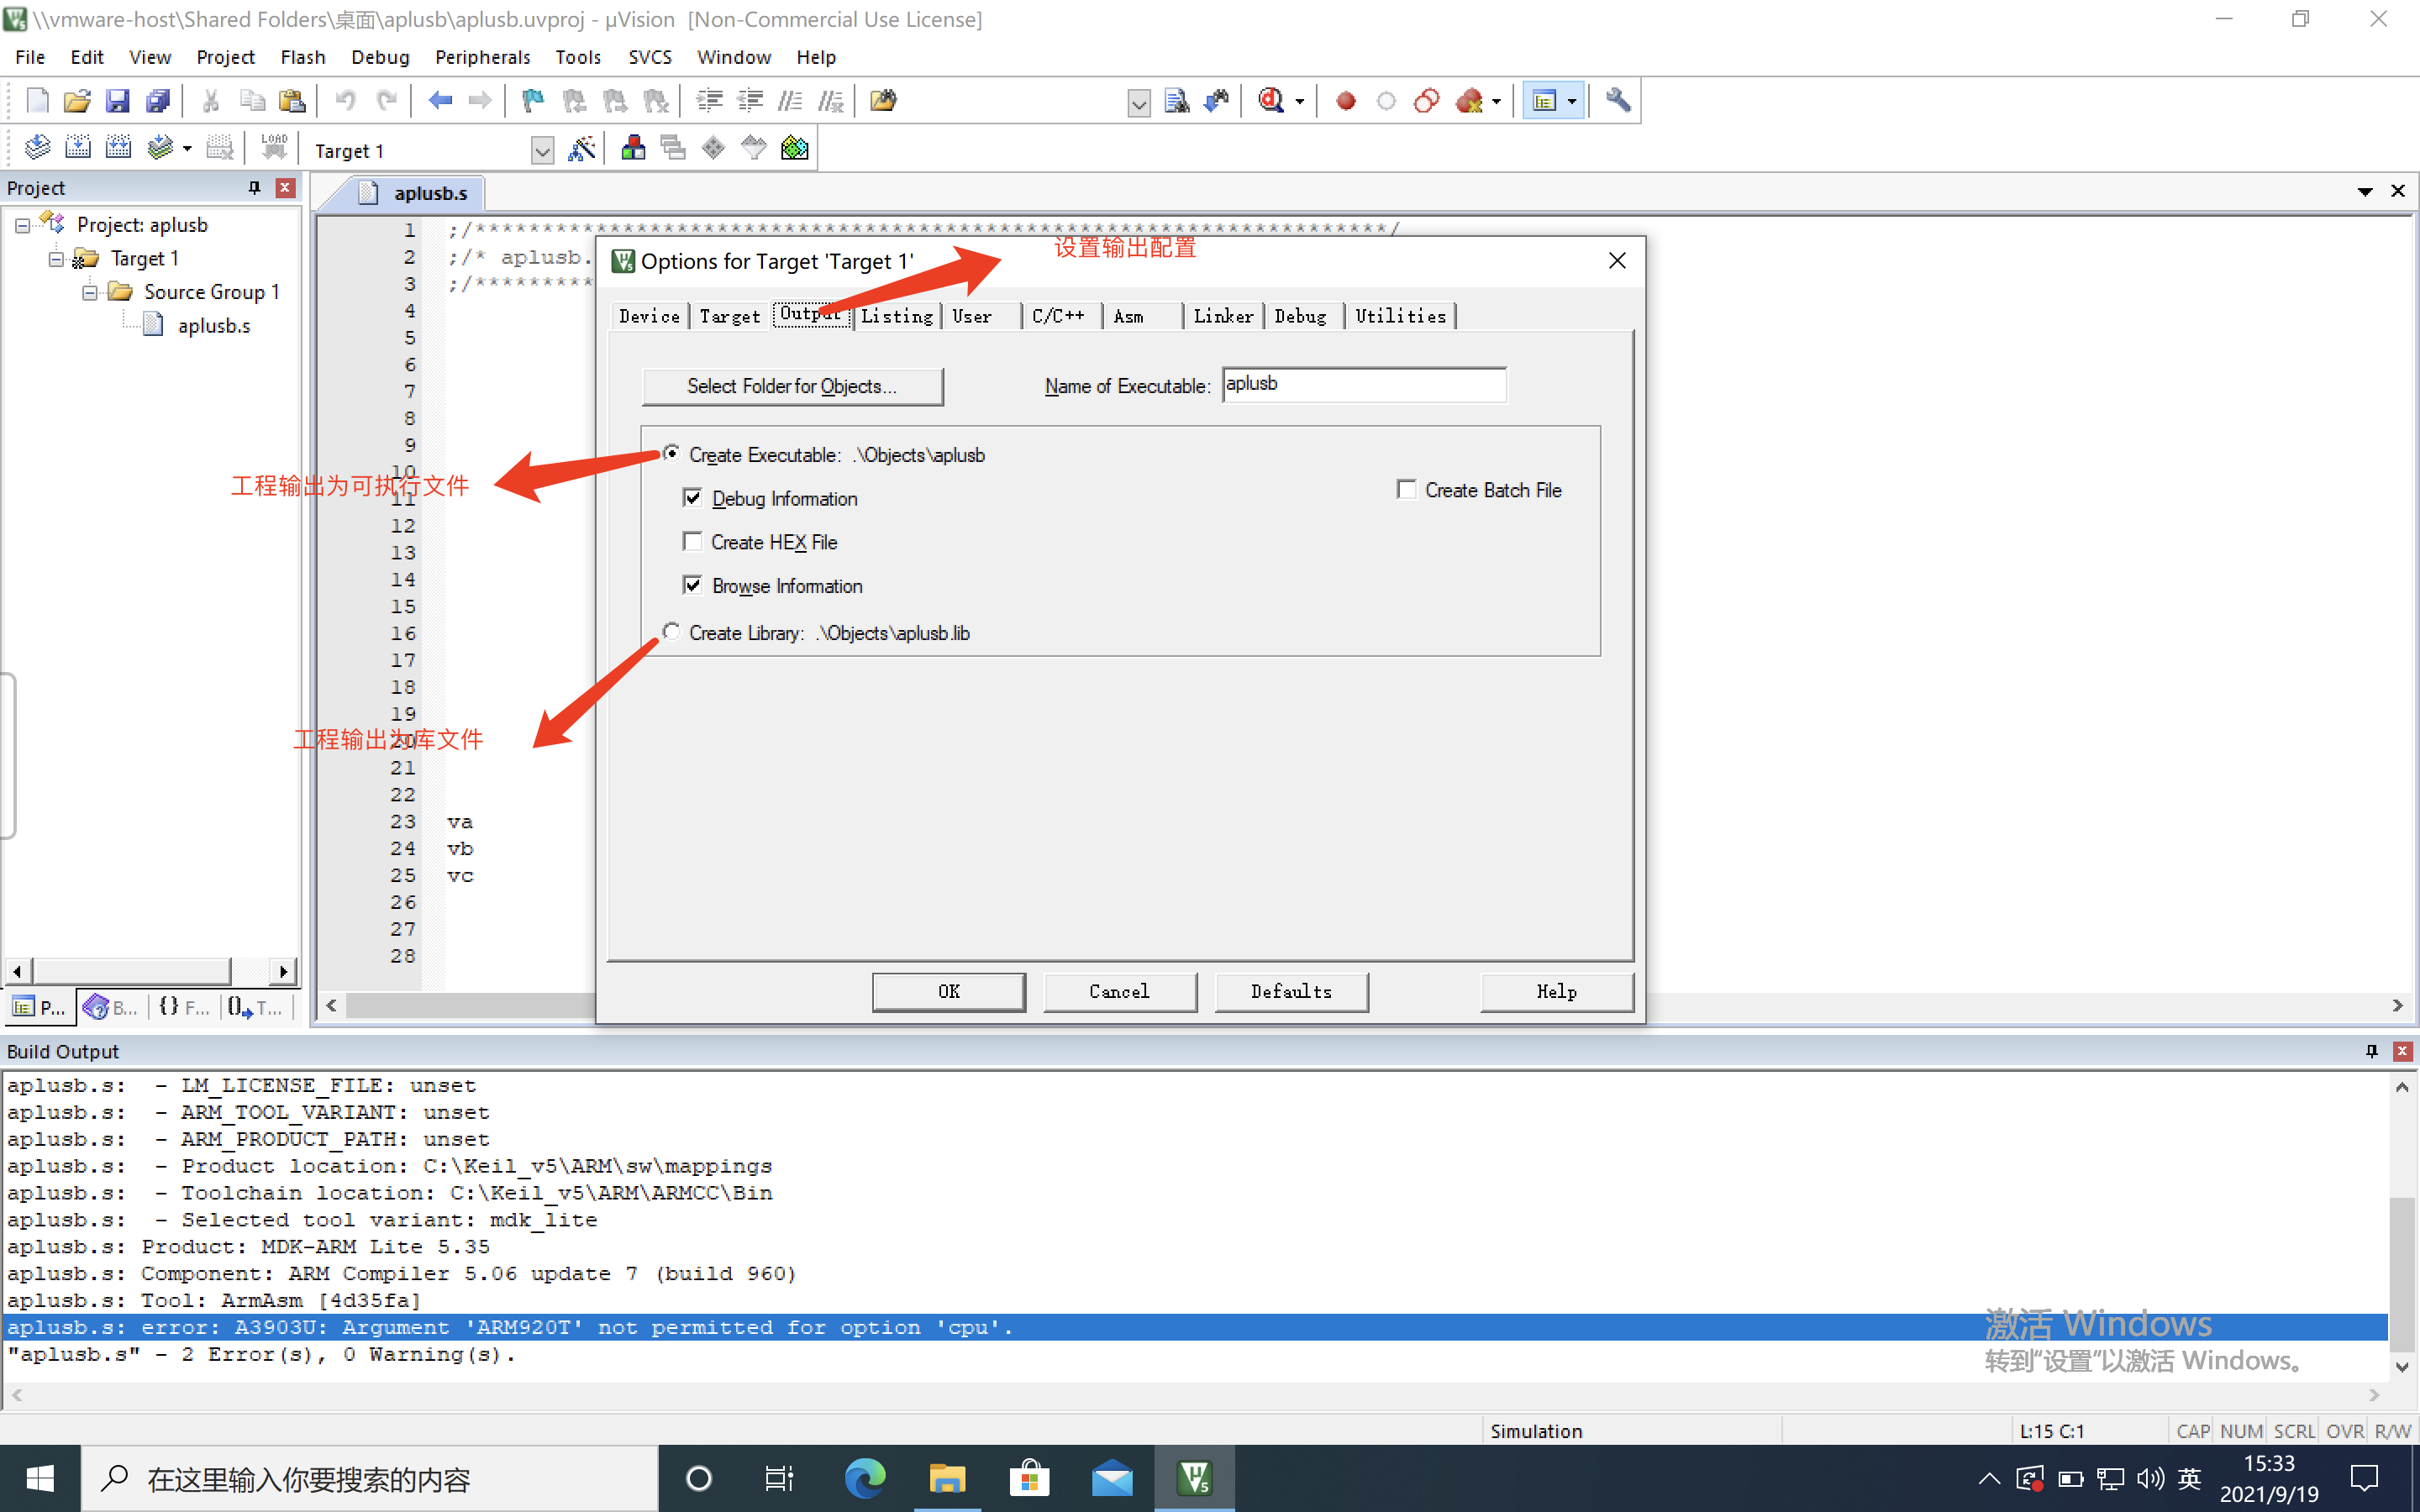 \\vmware-host\Shared Folders\桌面\aplusb\aplusb.uvproj - µVision  [Non-Commercial Use License]
File Edit View Project Flash Debug Peripherals Tools SVCS Window Help
LOAD
Target 1
Project
aplusb.s
Project: aplusb
Target 1
Source Group 1
aplusb.s
1 ;/*********************************************************************/
2 ;/* aplusb.
3 ;/*********
4
5
6
7
8
9
10
11
12
13
14
15
16
17
18
19
20
21
22
23 va
24 vb
25 vc
26
27
28
Options for Target 'Target 1'
设置输出配置
Device Target Output Listing User C/C++ Asm Linker Debug Utilities
Select Folder for Objects...
Name of Executable: aplusb
Create Executable: .\Objects\aplusb
工程输出为可执行文件
Debug Information
Create Batch File
Create HEX File
Browse Information
Create Library: .\Objects\aplusb.lib
工程输出为库文件
OK Cancel Defaults Help
P... B... {} F... T...
Build Output
aplusb.s:  - LM_LICENSE_FILE: unset
aplusb.s:  - ARM_TOOL_VARIANT: unset
aplusb.s:  - ARM_PRODUCT_PATH: unset
aplusb.s:  - Product location: C:\Keil_v5\ARM\sw\mappings
aplusb.s:  - Toolchain location: C:\Keil_v5\ARM\ARMCC\Bin
aplusb.s:  - Selected tool variant: mdk_lite
aplusb.s: Product: MDK-ARM Lite 5.35
aplusb.s: Component: ARM Compiler 5.06 update 7 (build 960)
aplusb.s: Tool: ArmAsm [4d35fa]
aplusb.s: error: A3903U: Argument 'ARM920T' not permitted for option 'cpu'.
"aplusb.s" - 2 Error(s), 0 Warning(s).
激活 Windows
转到“设置”以激活 Windows。
Simulation L:15 C:1 CAP NUM SCRL OVR R/W
在这里输入你要搜索的内容
英
15:33
2021/9/19